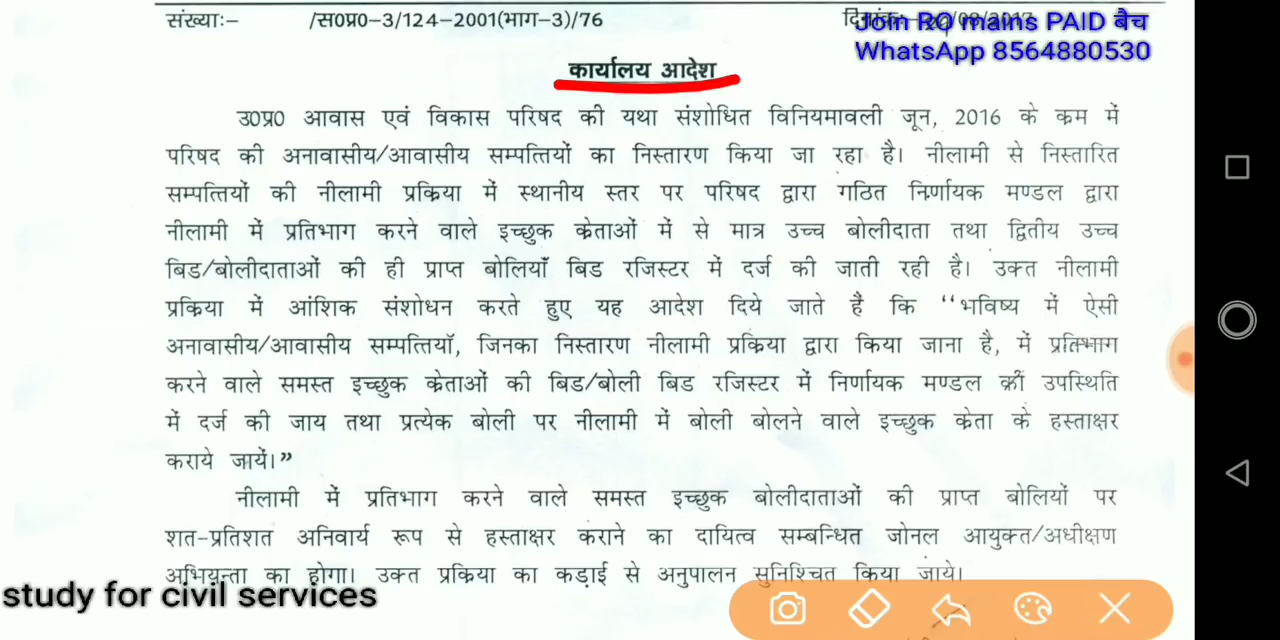 संख्याः- /स0प्र0-3/124-2001(भाग-3)/76 दिनांक-
Join RO mains PAID बैच
WhatsApp 8564880530
कार्यालय आदेश
उ0प्र0 आवास एवं विकास परिषद की यथा संशोधित विनियमावली जून, 2016 के क्रम में
परिषद की अनावासीय/आवासीय सम्पत्तियों का निस्तारण किया जा रहा है। नीलामी से निस्तारित
सम्पत्तियों की नीलामी प्रक्रिया में स्थानीय स्तर पर परिषद द्वारा गठित निर्णायक मण्डल द्वारा
नीलामी में प्रतिभाग करने वाले इच्छुक क्रेताओं में से मात्र उच्च बोलीदाता तथा द्वितीय उच्च
बिड/बोलीदाताओं की ही प्राप्त बोलियाँ बिड रजिस्टर में दर्ज की जाती रही है। उक्त नीलामी
प्रक्रिया में आंशिक संशोधन करते हुए यह आदेश दिये जाते हैं कि ‘‘भविष्य में ऐसी
अनावासीय/आवासीय सम्पत्तियॉ, जिनका निस्तारण नीलामी प्रक्रिया द्वारा किया जाना है, में प्रतिभाग
करने वाले समस्त इच्छुक क्रेताओं की बिड/बोली बिड रजिस्टर में निर्णायक मण्डल की उपस्थिति
में दर्ज की जाय तथा प्रत्येक बोली पर नीलामी में बोली बोलने वाले इच्छुक क्रेता के हस्ताक्षर
कराये जायें।”
नीलामी में प्रतिभाग करने वाले समस्त इच्छुक बोलीदाताओं की प्राप्त बोलियों पर
शत-प्रतिशत अनिवार्य रूप से हस्ताक्षर कराने का दायित्व सम्बन्धित जोनल आयुक्त/अधीक्षण
अभियन्ता का होगा। उक्त प्रक्रिया का कड़ाई से अनुपालन सुनिश्चित किया जाये।
study for civil services